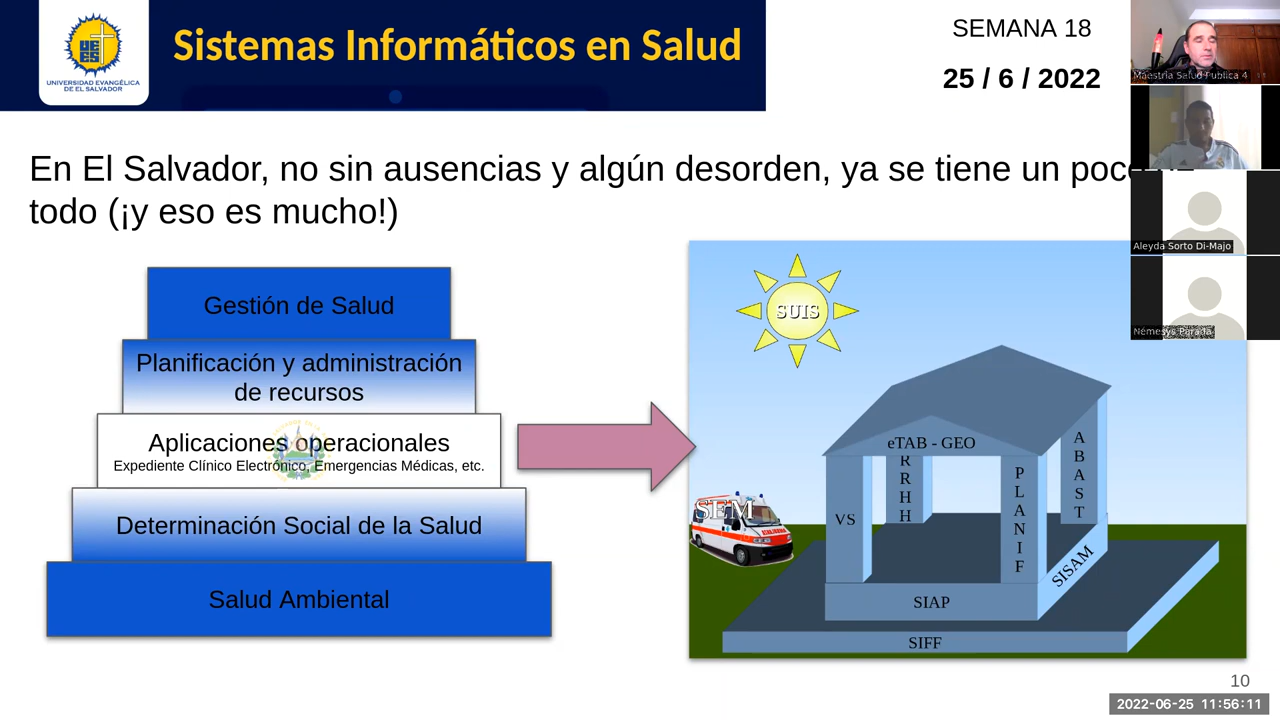 UEES
UNIVERSIDAD EVANGÉLICA
DE EL SALVADOR
Sistemas Informáticos en Salud
SEMANA 18
25 / 6 / 2022
Maestria Salud Publica 4
En El Salvador, no sin ausencias y algún desorden, ya se tiene un poco
todo (¡y eso es mucho!)
Aleyda Sorto Di-Majo
Nemesys Parada
Gestión de Salud
Planificación y administración
de recursos
Aplicaciones operacionales
Expediente Clínico Electrónico, Emergencias Médicas, etc.
Determinación Social de la Salud
Salud Ambiental
SUIS
eTAB - GEO
SEM
VS
RRHH
PLANIF
ABAST
SISAM
SIAP
SIFF
10
2022-06-25 11:56:11